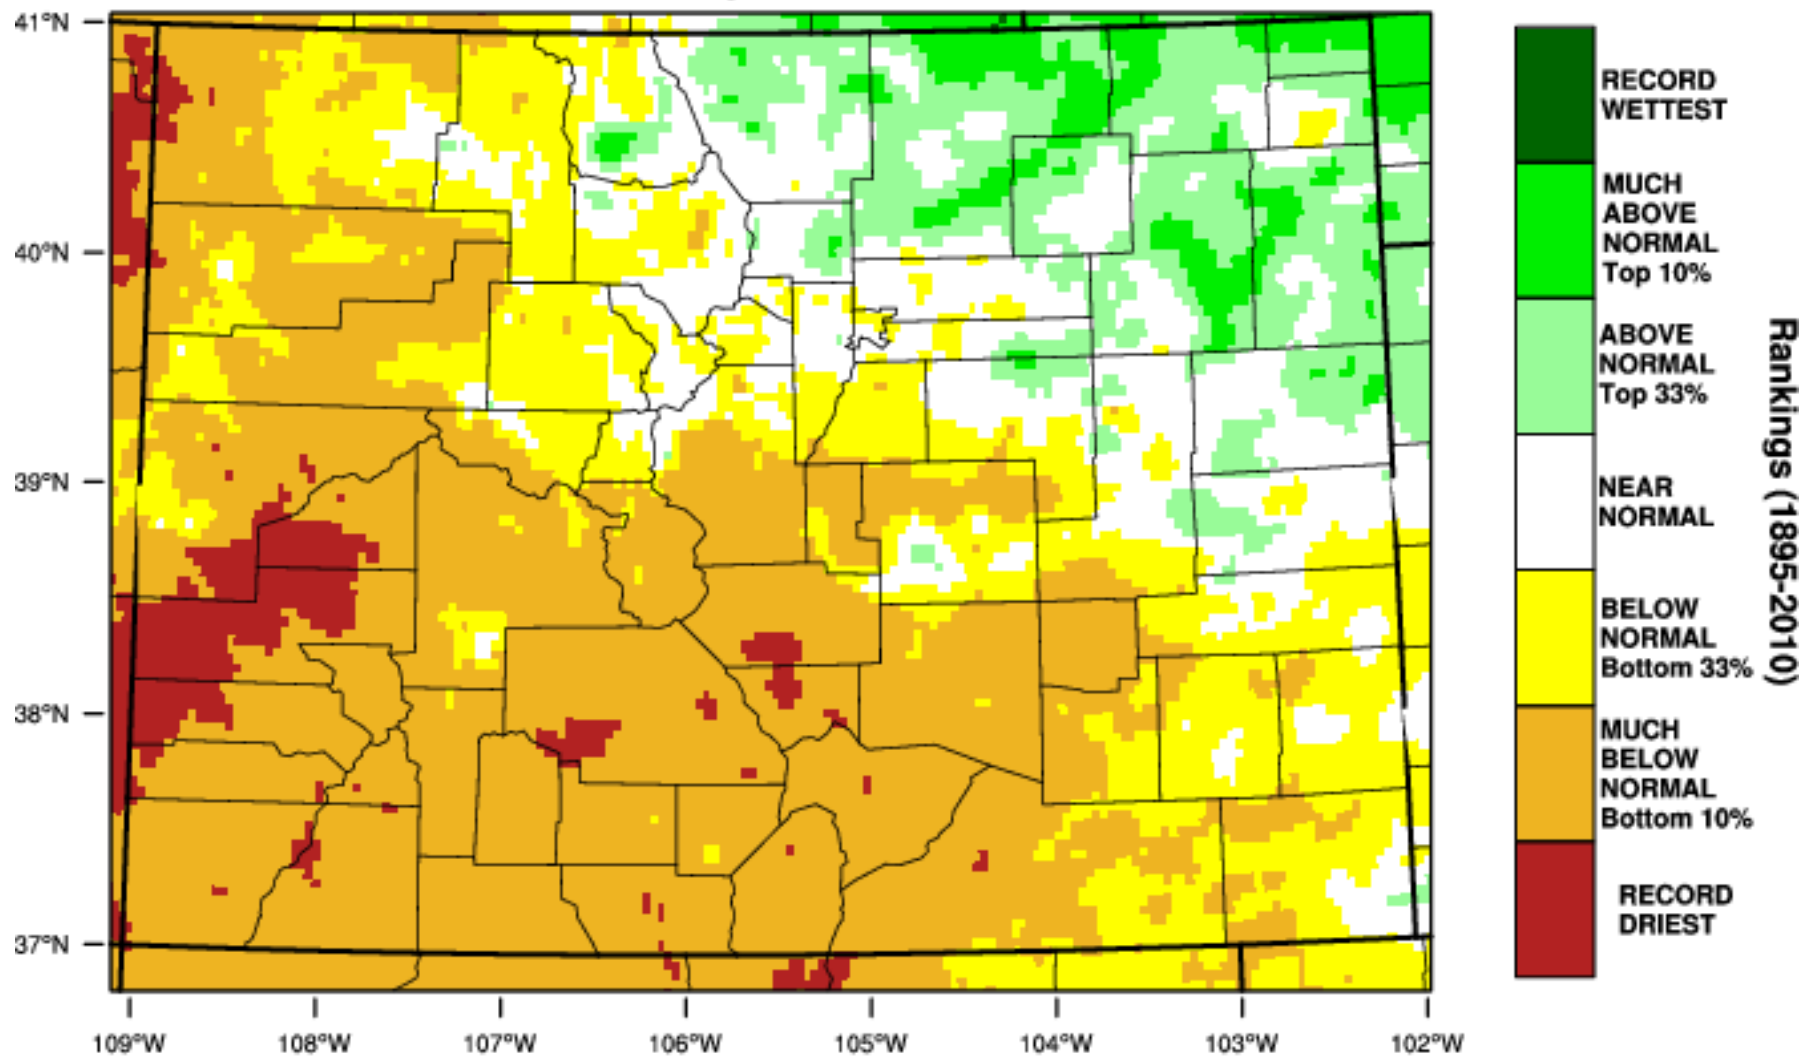 41°N
40°N
39°N
38°N
37°N
109°W
108°W
107°W
106°W
105°W
104°W
103°W
102°W
RECORD
WETTEST
MUCH
ABOVE
NORMAL
Top 10%
ABOVE
NORMAL
Top 33%
NEAR
NORMAL
BELOW
NORMAL
Bottom 33%
MUCH
BELOW
NORMAL
Bottom 10%
RECORD
DRIEST
Rankings (1895-2010)